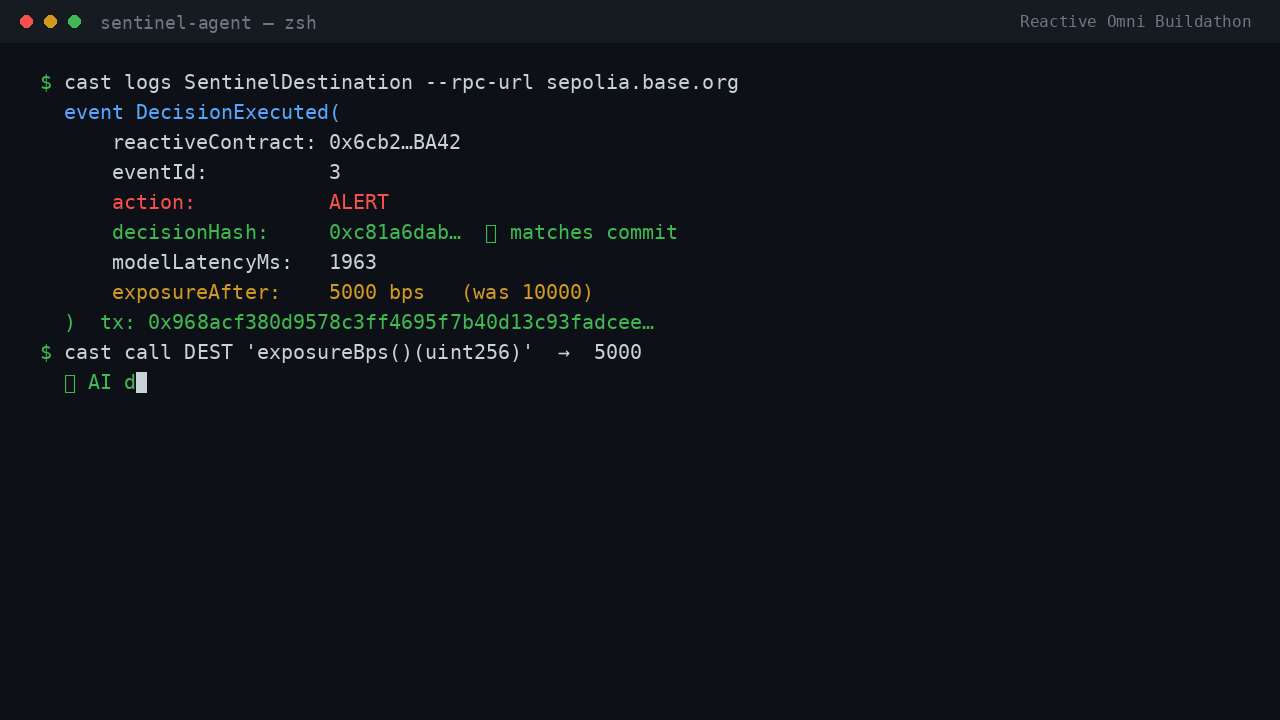 sentinel-agent — zsh
Reactive Omni Buildathon
$ cast logs SentinelDestination --rpc-url sepolia.base.org
event DecisionExecuted(
reactiveContract: 0x6cb2…BA42
eventId: 3
action: ALERT
decisionHash: 0xc81a6dab… ▯ matches commit
modelLatencyMs: 1963
exposureAfter: 5000 bps (was 10000)
) tx: 0x968acf380d9578c3ff4695f7b40d13c93fadcee…
$ cast call DEST 'exposureBps()(uint256)' → 5000
▯ AI d